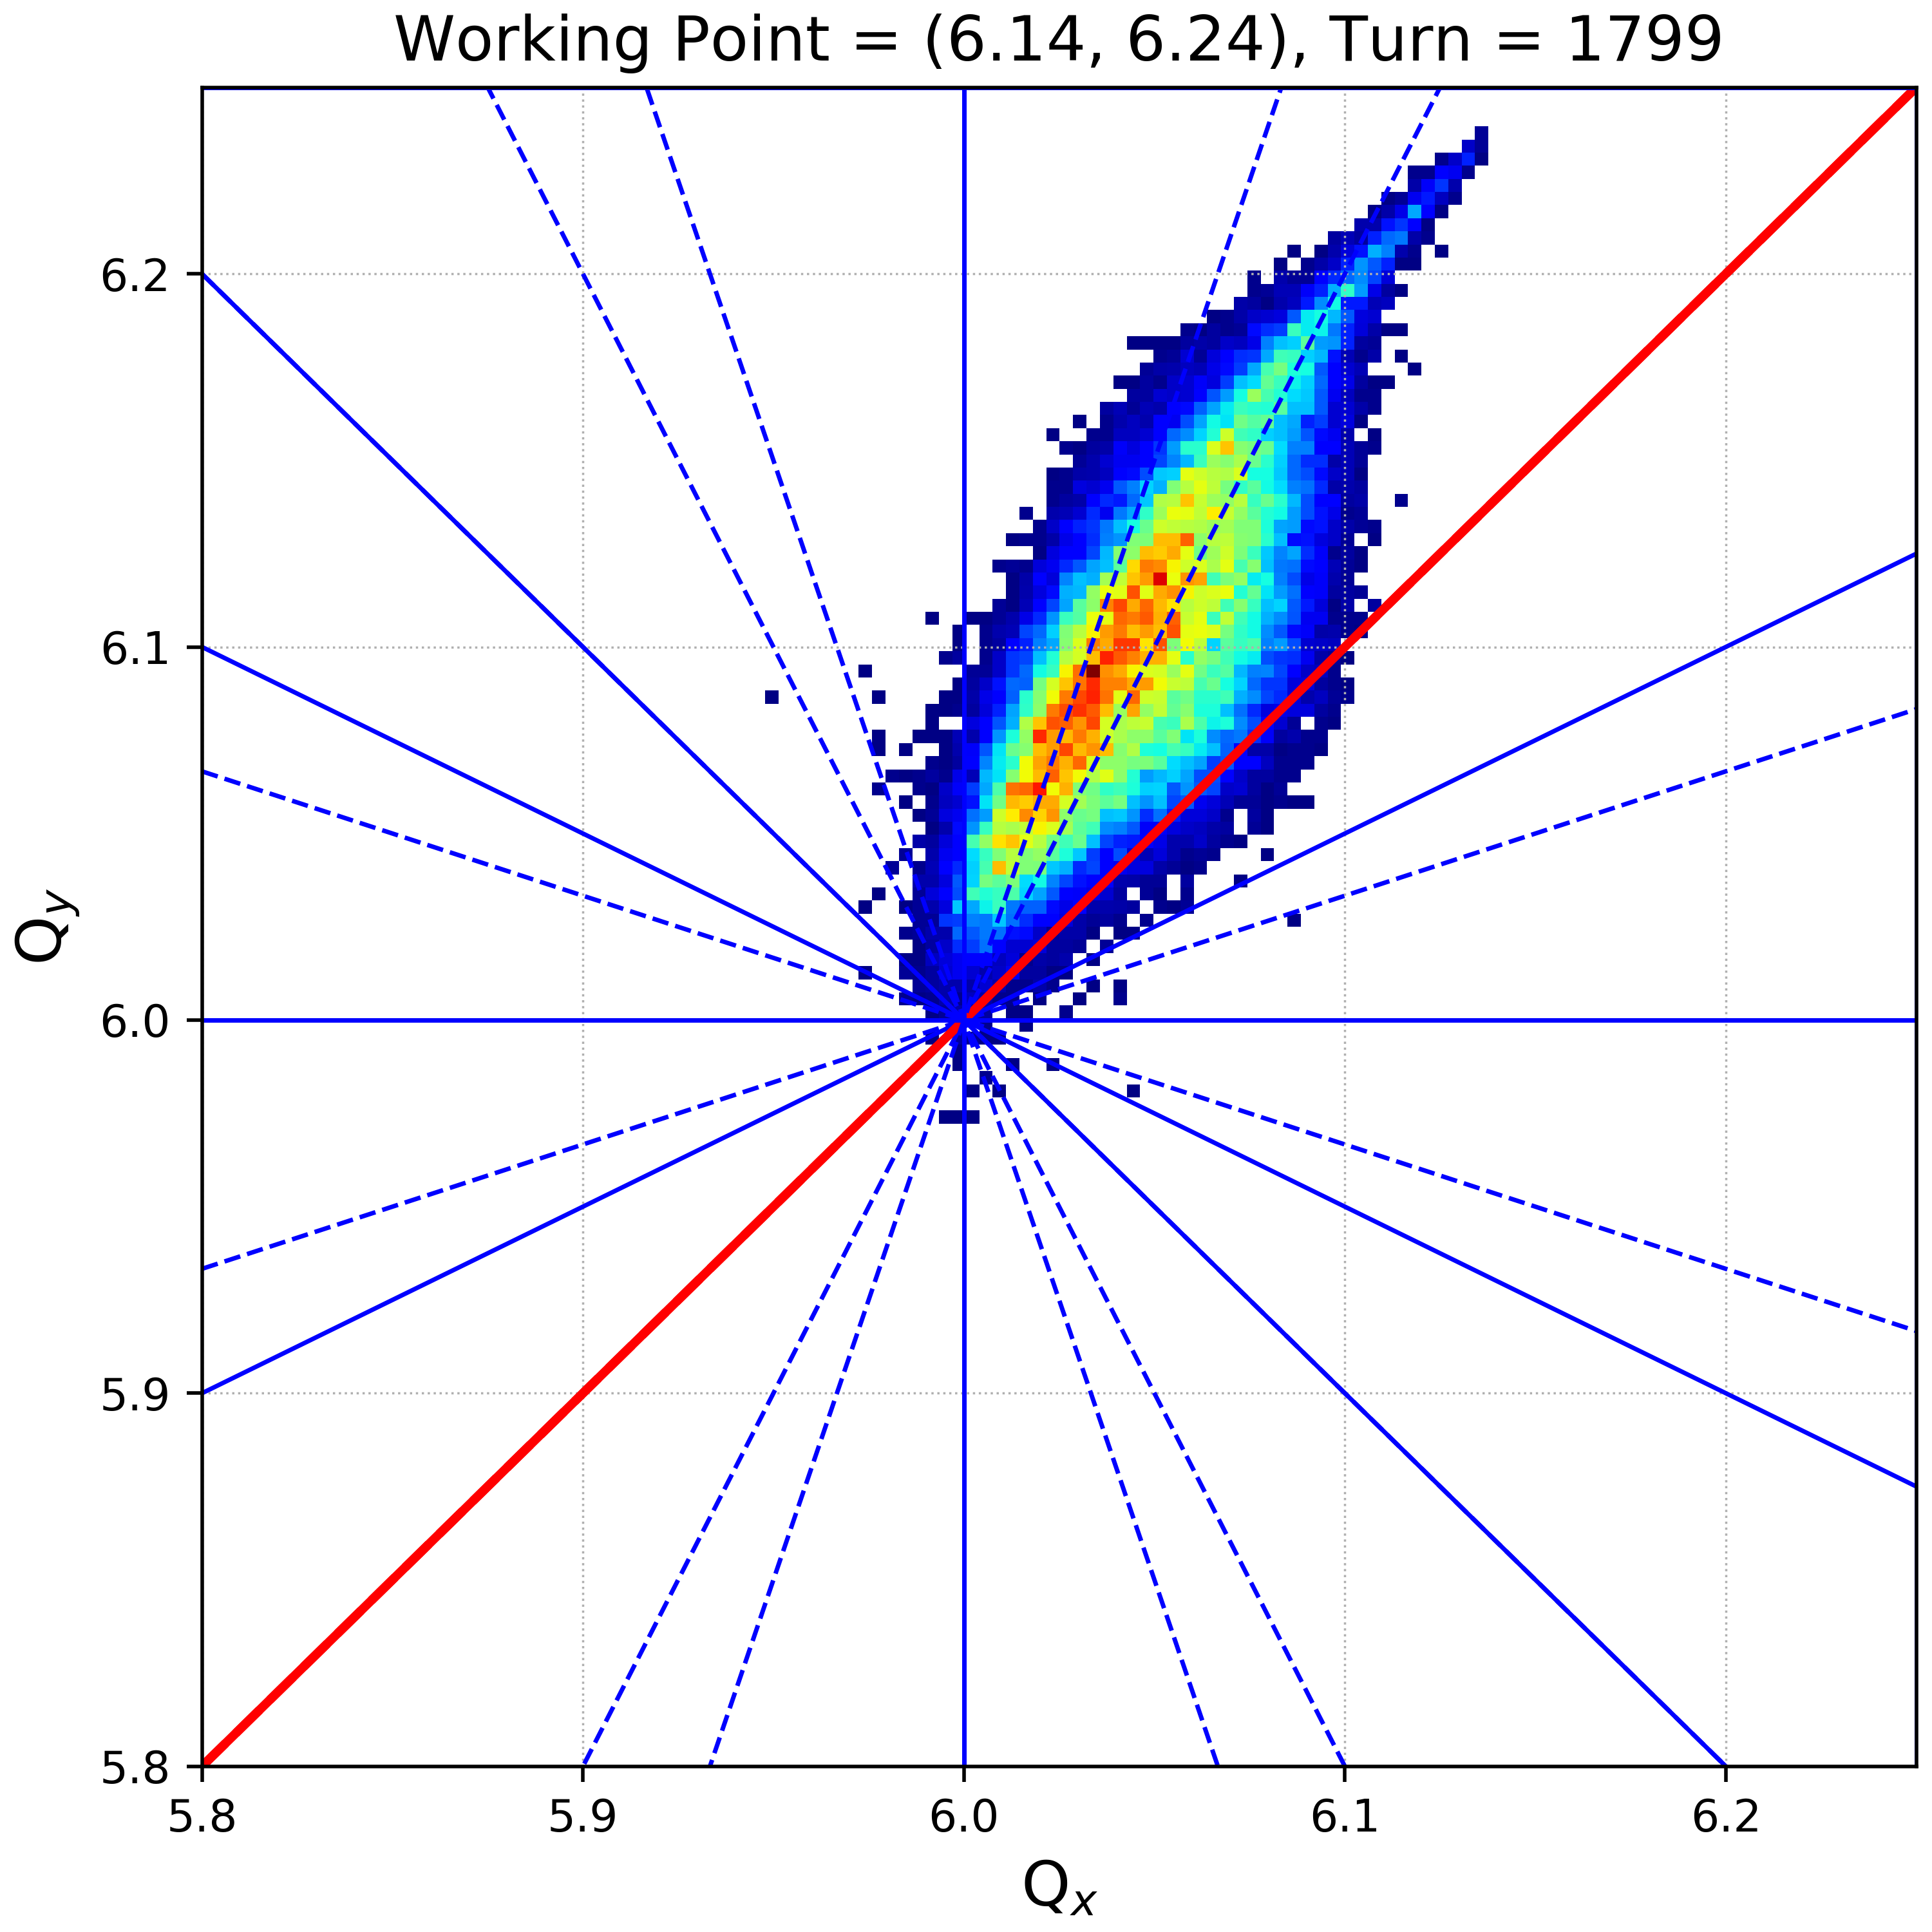 Working Point = (6.14, 6.24), Turn = 1799
6.2
6.1
6.0
5.9
5.8
Qy
5.8 5.9 6.0 6.1 6.2
Qx